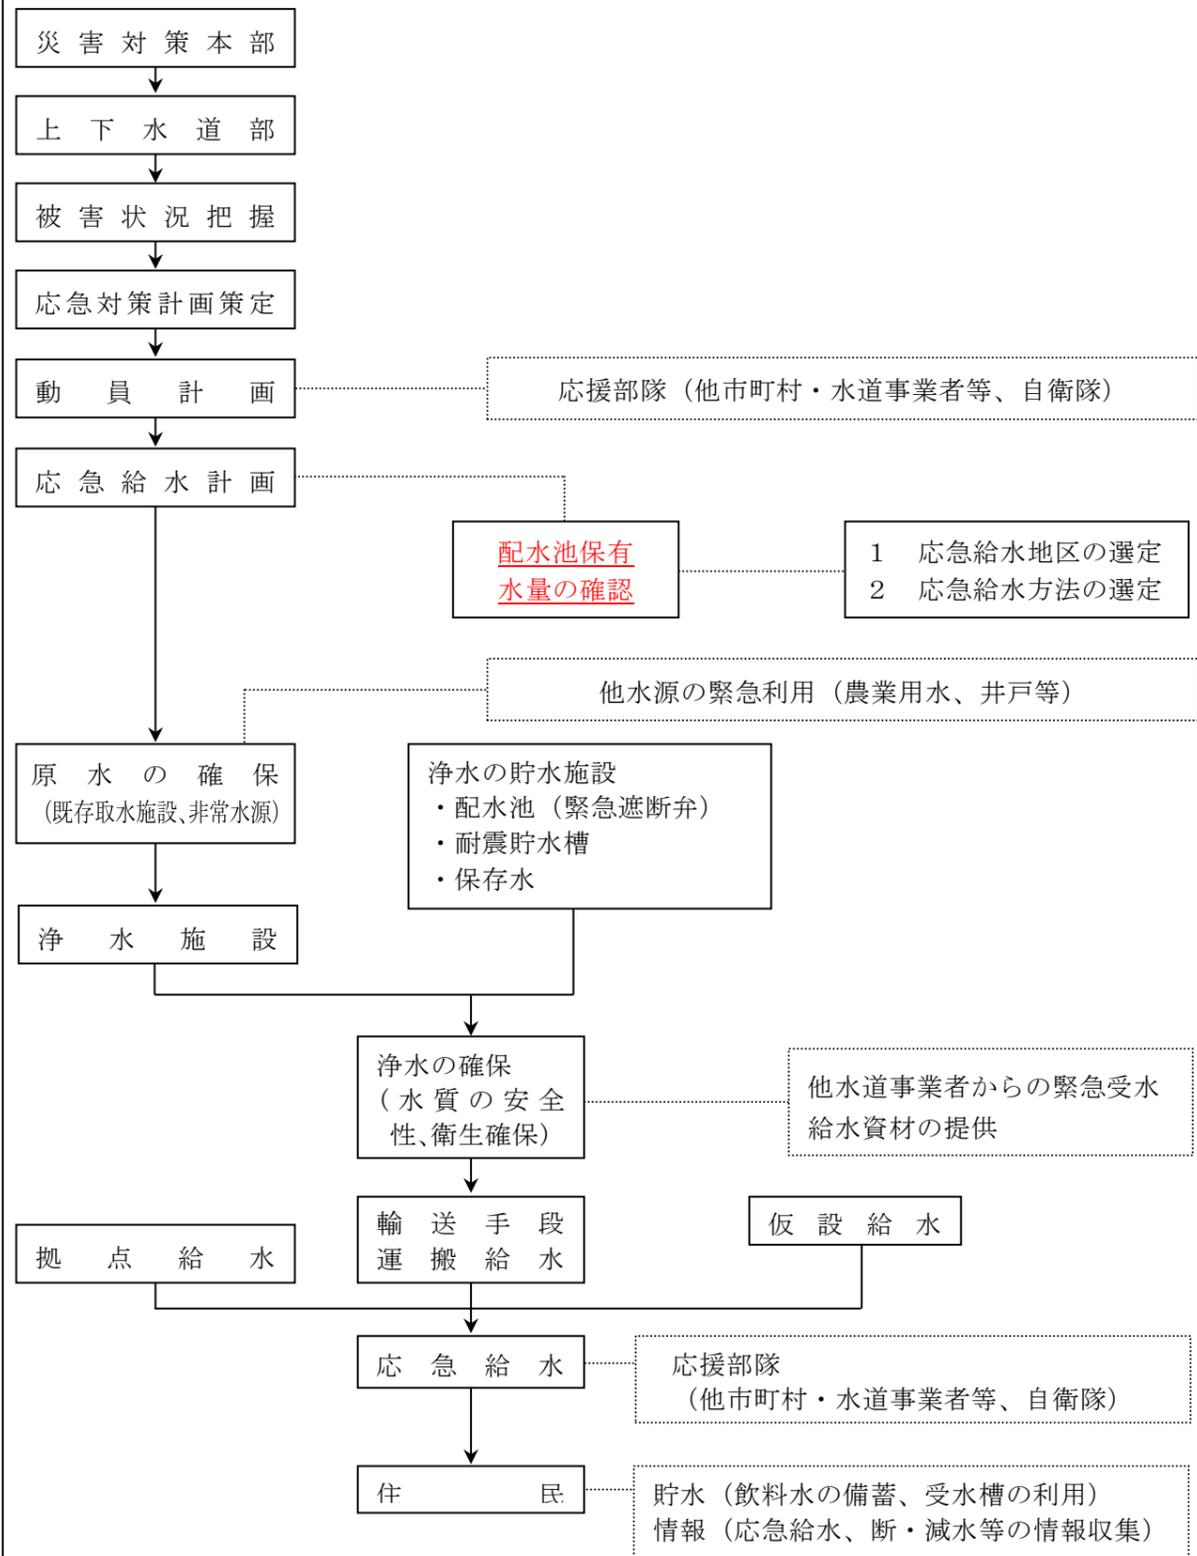 災害対策本部
上下水道部
被害状況把握
応急対策計画策定
動員計画
応援部隊（他市町村・水道事業者等、自衛隊）
応急給水計画
配水池保有
水量の確認
1　応急給水地区の選定
2　応急給水方法の選定
他水源の緊急利用（農業用水、井戸等）
原水の確保
（既存取水施設、非常水源）
浄水の貯水施設
・配水池（緊急遮断弁）
・耐震貯水槽
・保存水
浄水施設
浄水の確保
（水質の安全
性、衛生確保）
他水道事業者からの緊急受水
給水資材の提供
輸送手段
運搬給水
仮設給水
拠点給水
応急給水
応援部隊
（他市町村・水道事業者等、自衛隊）
住民
貯水（飲料水の備蓄、受水槽の利用）
情報（応急給水、断・減水等の情報収集）